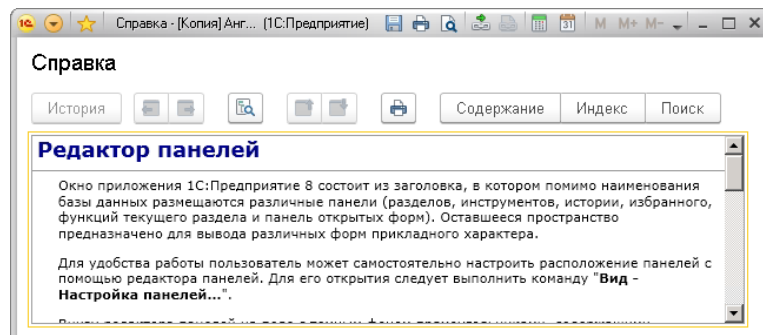 Справка - [Копия] Анг... (1С:Предприятие) M M+ M-
Справка
История Содержание Индекс Поиск
Редактор панелей
Окно приложения 1С:Предприятие 8 состоит из заголовка, в котором помимо наименования
базы данных размещаются различные панели (разделов, инструментов, истории, избранного,
функций текущего раздела и панель открытых форм). Оставшееся пространство
предназначено для вывода различных форм прикладного характера.
Для удобства работы пользователь может самостоятельно настроить расположение панелей с
помощью редактора панелей. Для его открытия следует выполнить команду "Вид -
Настройка панелей...".